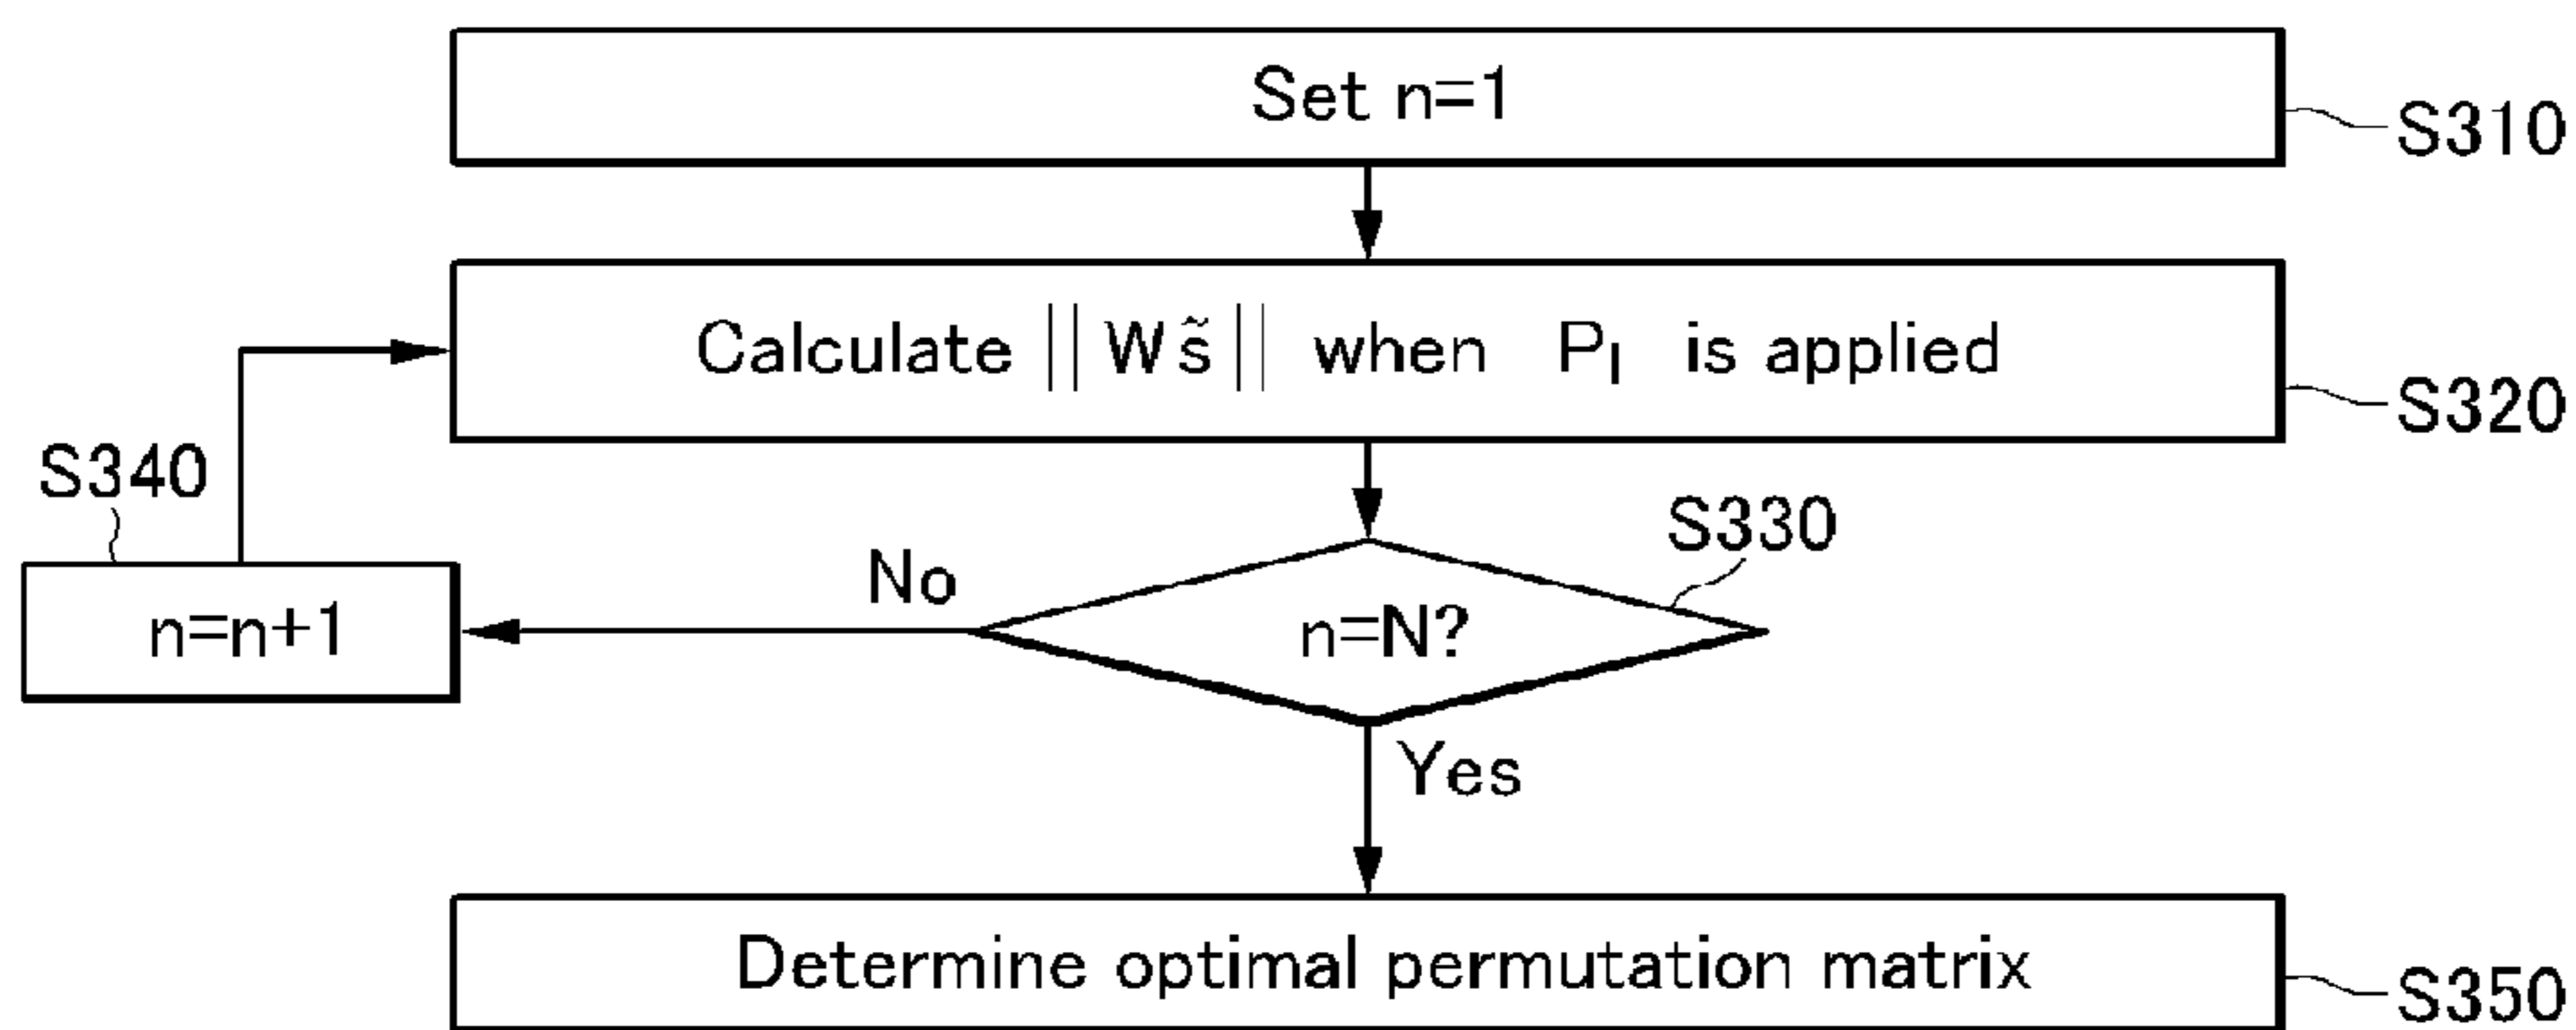 Set n=1
S310
Calculate ||Ws̃|| when P_I is applied
S320
S340
S330
No
n=n+1
n=N?
Yes
Determine optimal permutation matrix
S350